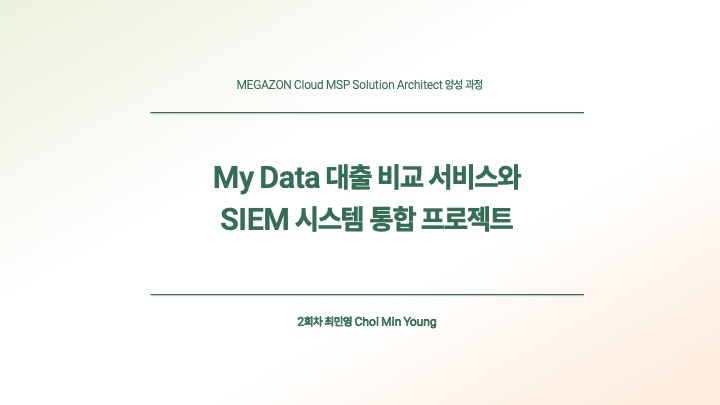 MEGAZON Cloud MSP Solution Architect 양성 과정
My Data 대출 비교 서비스와
SIEM 시스템 통합 프로젝트
2회차 최민영 Choi Min Young